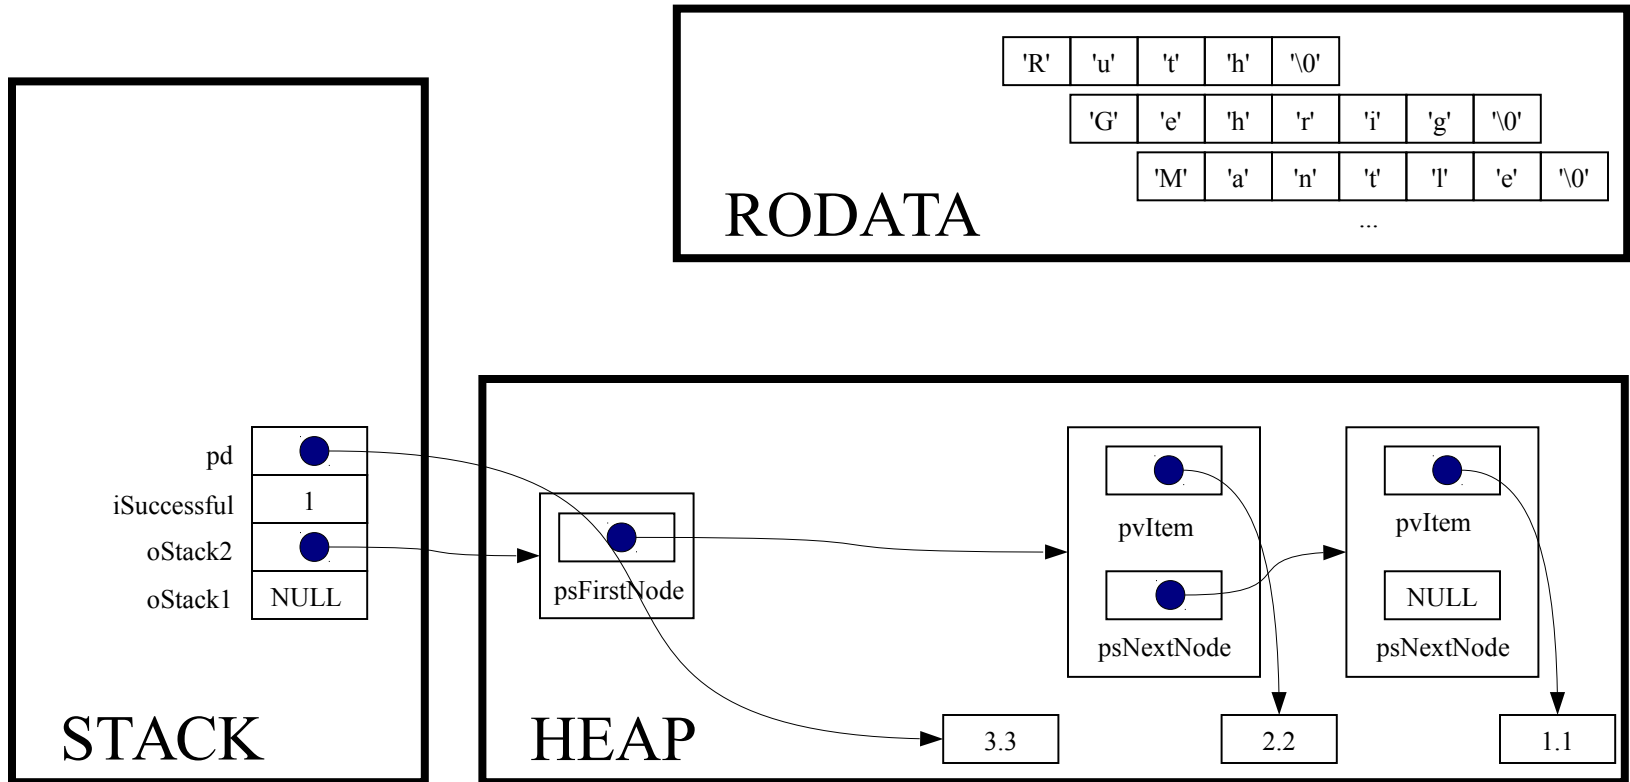 'R' 'u' 't' 'h' '\0'
'G' 'e' 'h' 'r' 'i' 'g' '\0'
'M' 'a' 'n' 't' 'l' 'e' '\0'
...
RODATA
pd
iSuccessful 1
oStack2
oStack1 NULL
STACK
psFirstNode
pvItem
psNextNode
pvItem
NULL
psNextNode
HEAP
3.3
2.2
1.1